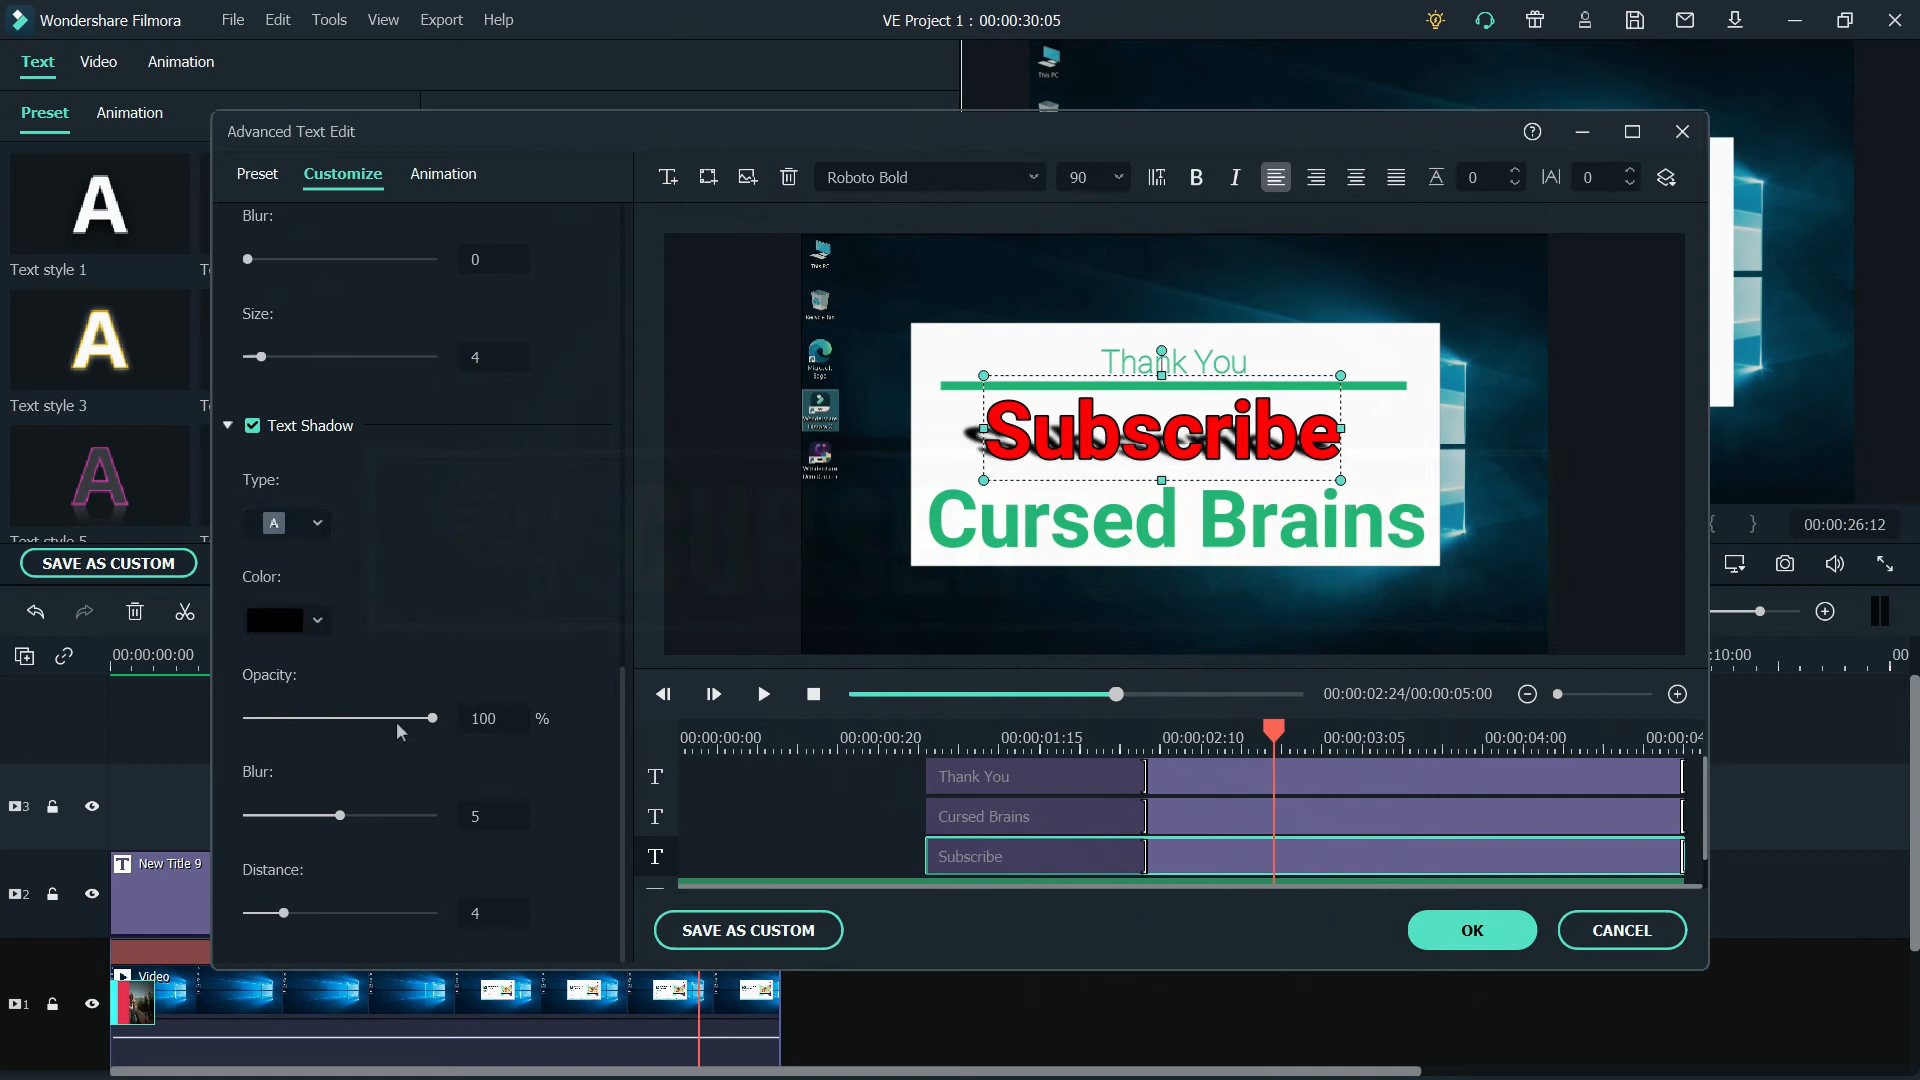 Wondershare Filmora
File Edit Tools View Export Help
VE Project 1 : 00:00:30:05
Text Video Animation
Preset Animation
Text style 1
Text style 3
Text style 5
SAVE AS CUSTOM
Advanced Text Edit
Preset Customize Animation
Roboto Bold 90 B I 0 0
Blur:
0
Size:
4
Text Shadow
Type:
A
Color:
Opacity:
100 %
Blur:
5
Distance:
4
This PC
Thank You
Subscribe
Cursed Brains
00:00:02:24/00:00:05:00
00:00:00:00 00:00:00:20 00:00:01:15 00:00:02:10 00:00:03:05 00:00:04:00
T Thank You
T Cursed Brains
T Subscribe
SAVE AS CUSTOM OK CANCEL
This PC
00:00:26:12
00:00:00:00
:10:00 00
3
2
T New Title 9
1
Video